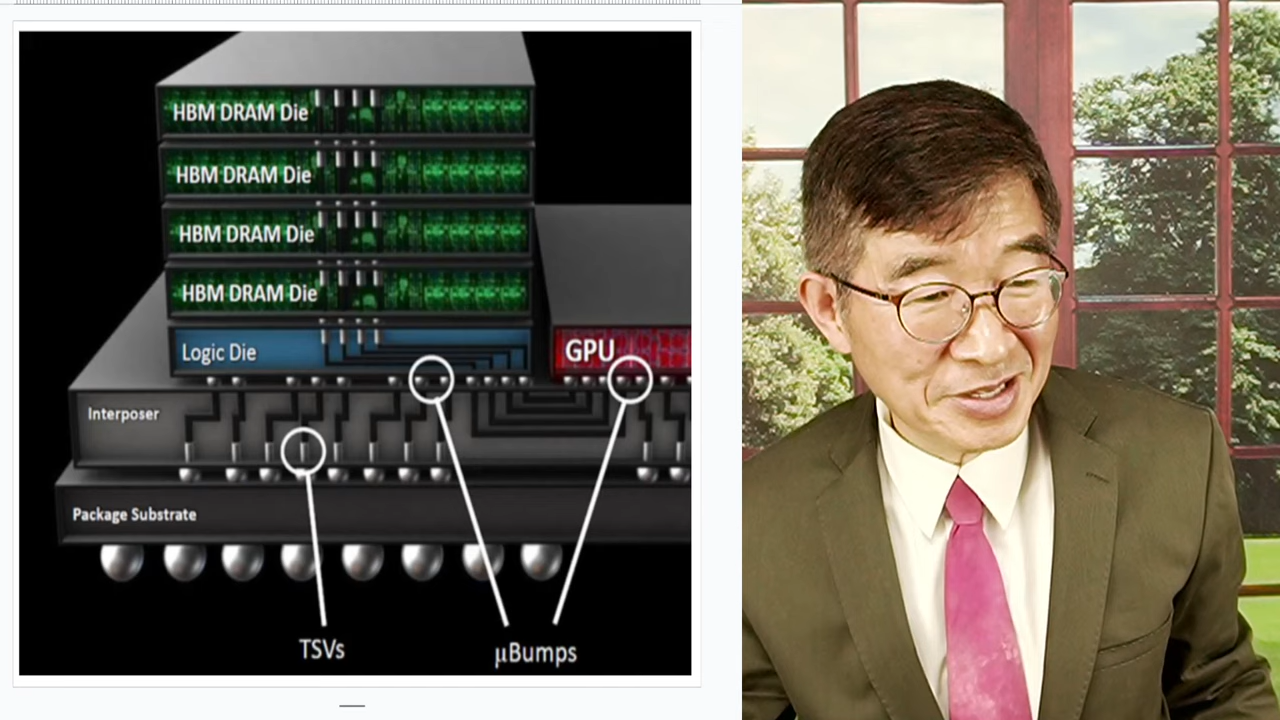 HBM DRAM Die
HBM DRAM Die
HBM DRAM Die
HBM DRAM Die
Logic Die
GPU
Interposer
Package Substrate
TSVs
μBumps